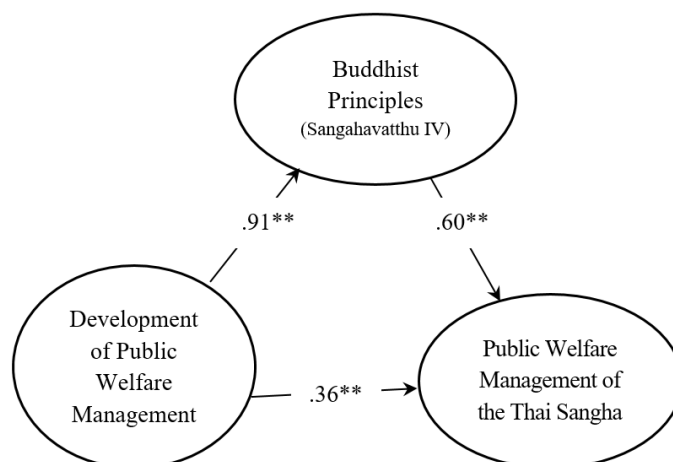 Buddhist
Principles
(Sangahavatthu IV)
.91**
.60**
Development
of Public
Welfare
Management
.36**
Public Welfare
Management of
the Thai Sangha